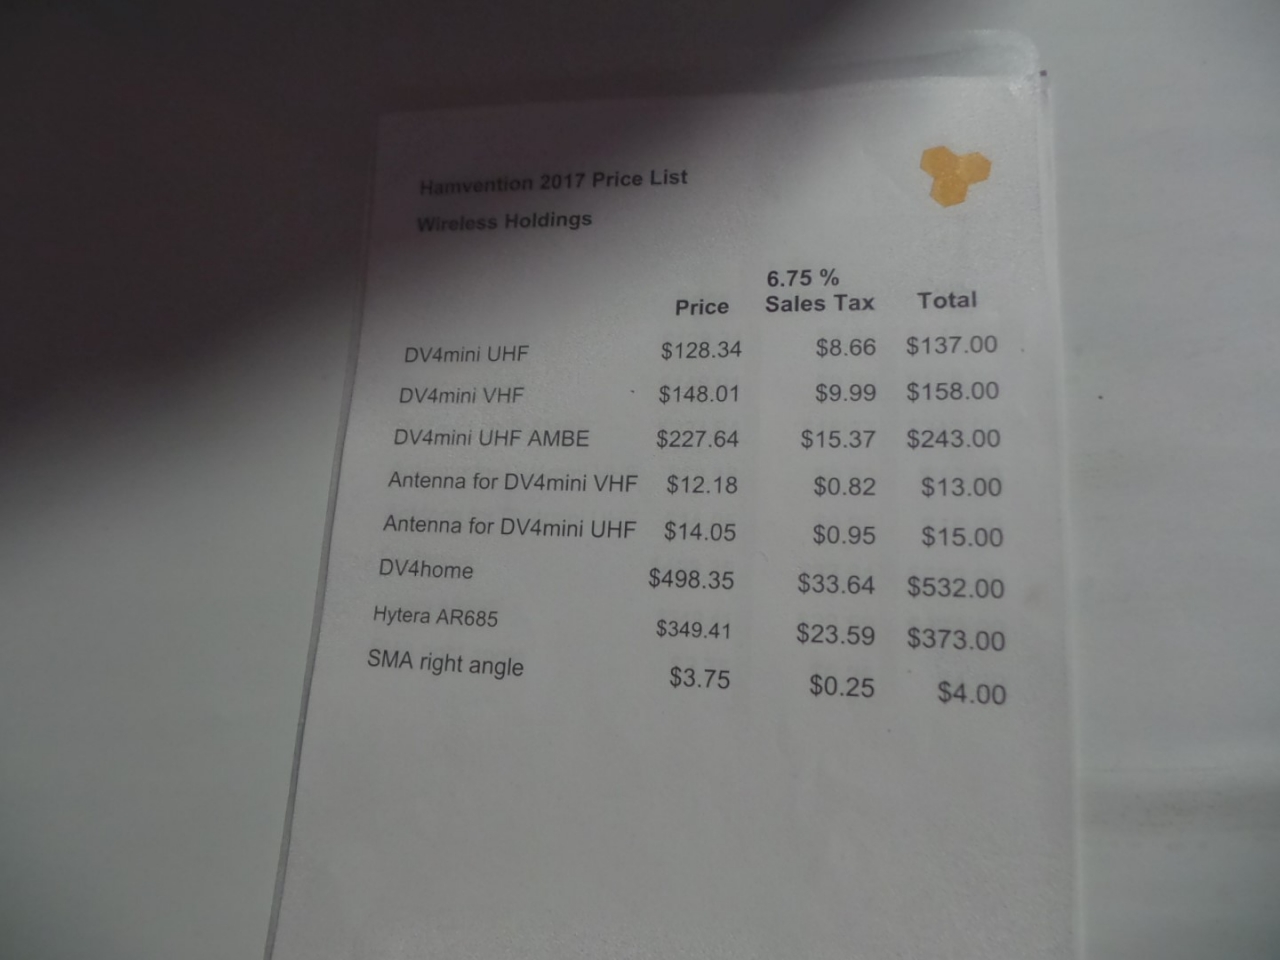 Hamvention 2017 Price List
Wireless Holdings
6.75 %
Price Sales Tax Total
DV4mini UHF $128.34 $8.66 $137.00
DV4mini VHF $148.01 $9.99 $158.00
DV4mini UHF AMBE $227.64 $15.37 $243.00
Antenna for DV4mini VHF $12.18 $0.82 $13.00
Antenna for DV4mini UHF $14.05 $0.95 $15.00
DV4home $498.35 $33.64 $532.00
Hytera AR685 $349.41 $23.59 $373.00
SMA right angle $3.75 $0.25 $4.00